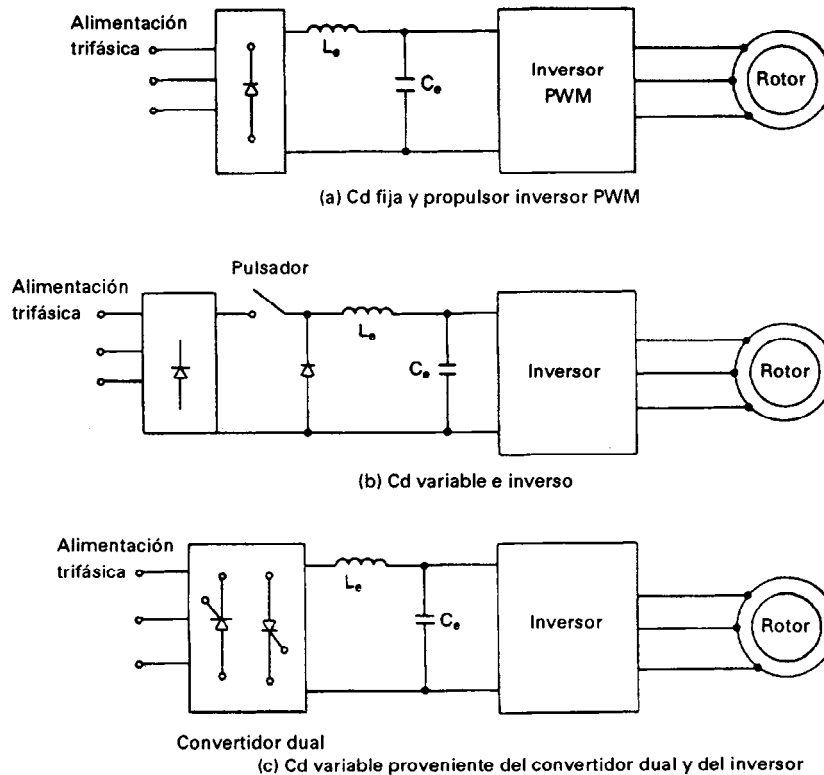 Alimentación
trifásica
Lₑ
Cₑ
Inversor
PWM
Rotor
(a) Cd fija y propulsor inversor PWM
Alimentación
trifásica
Pulsador
Lₑ
Cₑ
Inversor
Rotor
(b) Cd variable e inverso
Alimentación
trifásica
Lₑ
Cₑ
Inversor
Rotor
Convertidor dual
(c) Cd variable proveniente del convertidor dual y del inversor